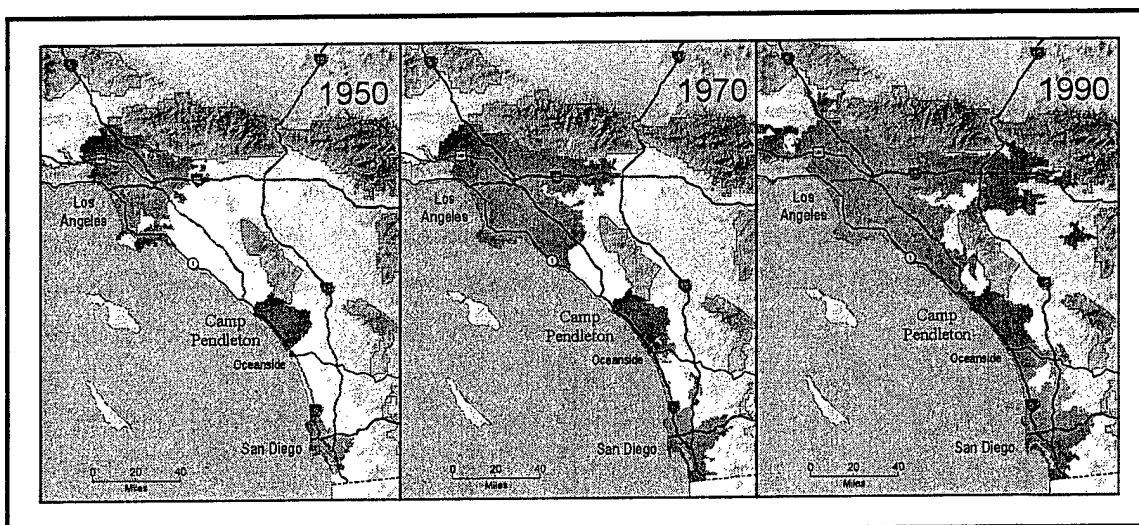 1950
Los
Angeles
Camp
Pendleton
Oceanside
San Diego
0 20 40
Miles
1970
Los
Angeles
1
Camp
Pendleton
Oceanside
San Diego
0 20 40
Miles
1990
Los
Angeles
Camp
Pendleton
Oceanside
San Diego
0 20 40
Miles